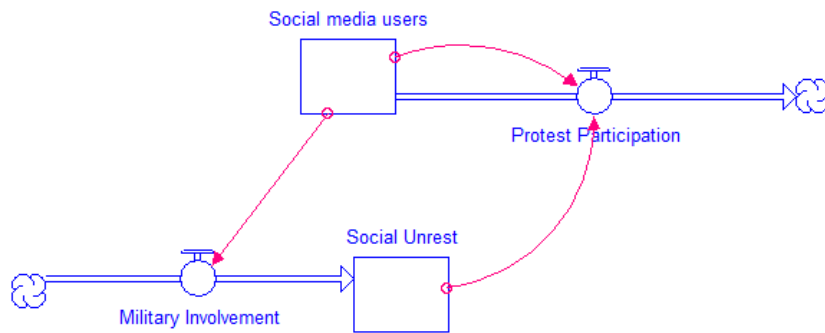 Social media users
Protest Participation
Social Unrest
Military Involvement